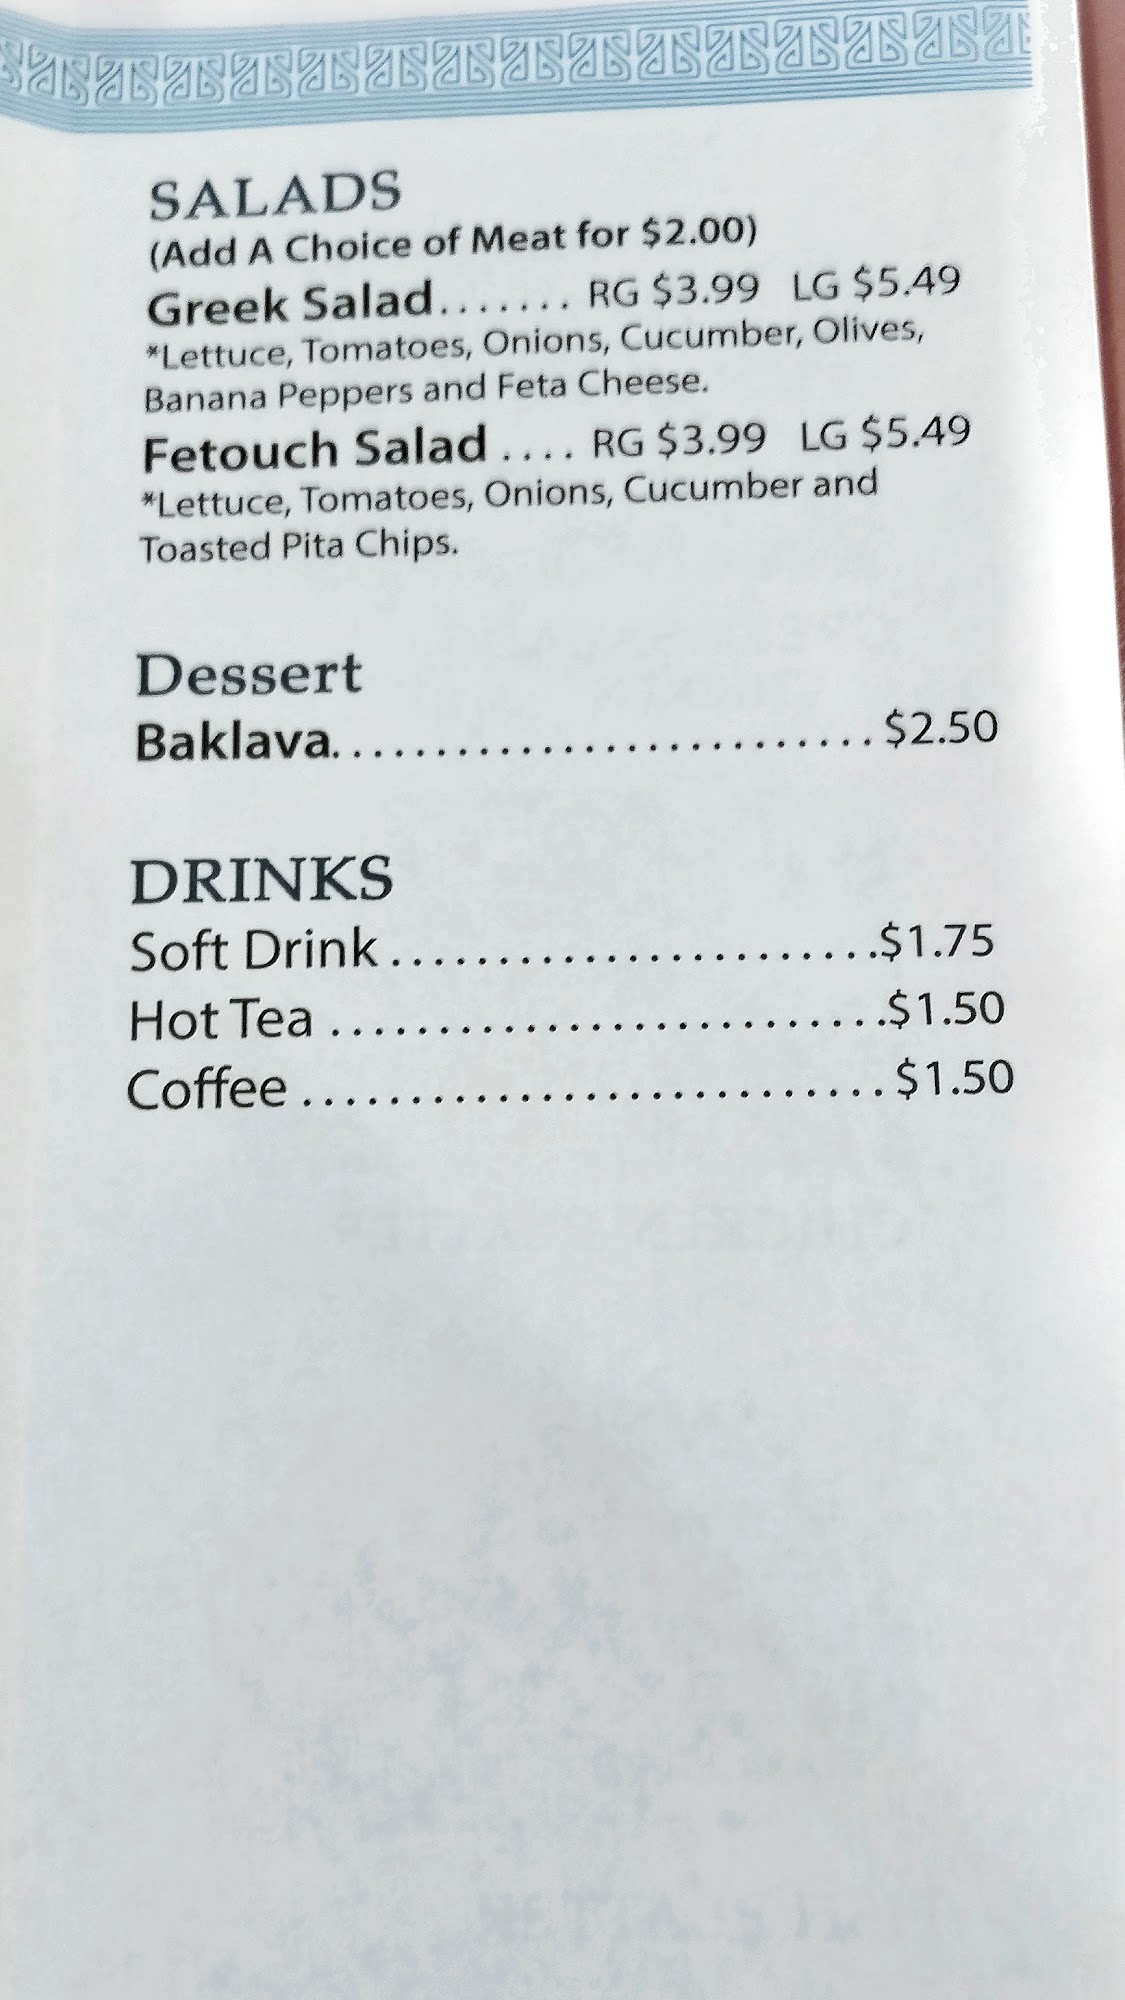 SALADS
(Add A Choice of Meat for $2.00)
Greek Salad....... RG $3.99 LG $5.49
*Lettuce, Tomatoes, Onions, Cucumber, Olives,
Banana Peppers and Feta Cheese.
Fetouch Salad .... RG $3.99 LG $5.49
*Lettuce, Tomatoes, Onions, Cucumber and
Toasted Pita Chips.
Dessert
Baklava.......................... $2.50
DRINKS
Soft Drink ........................$1.75
Hot Tea ...........................$1.50
Coffee ............................ $1.50